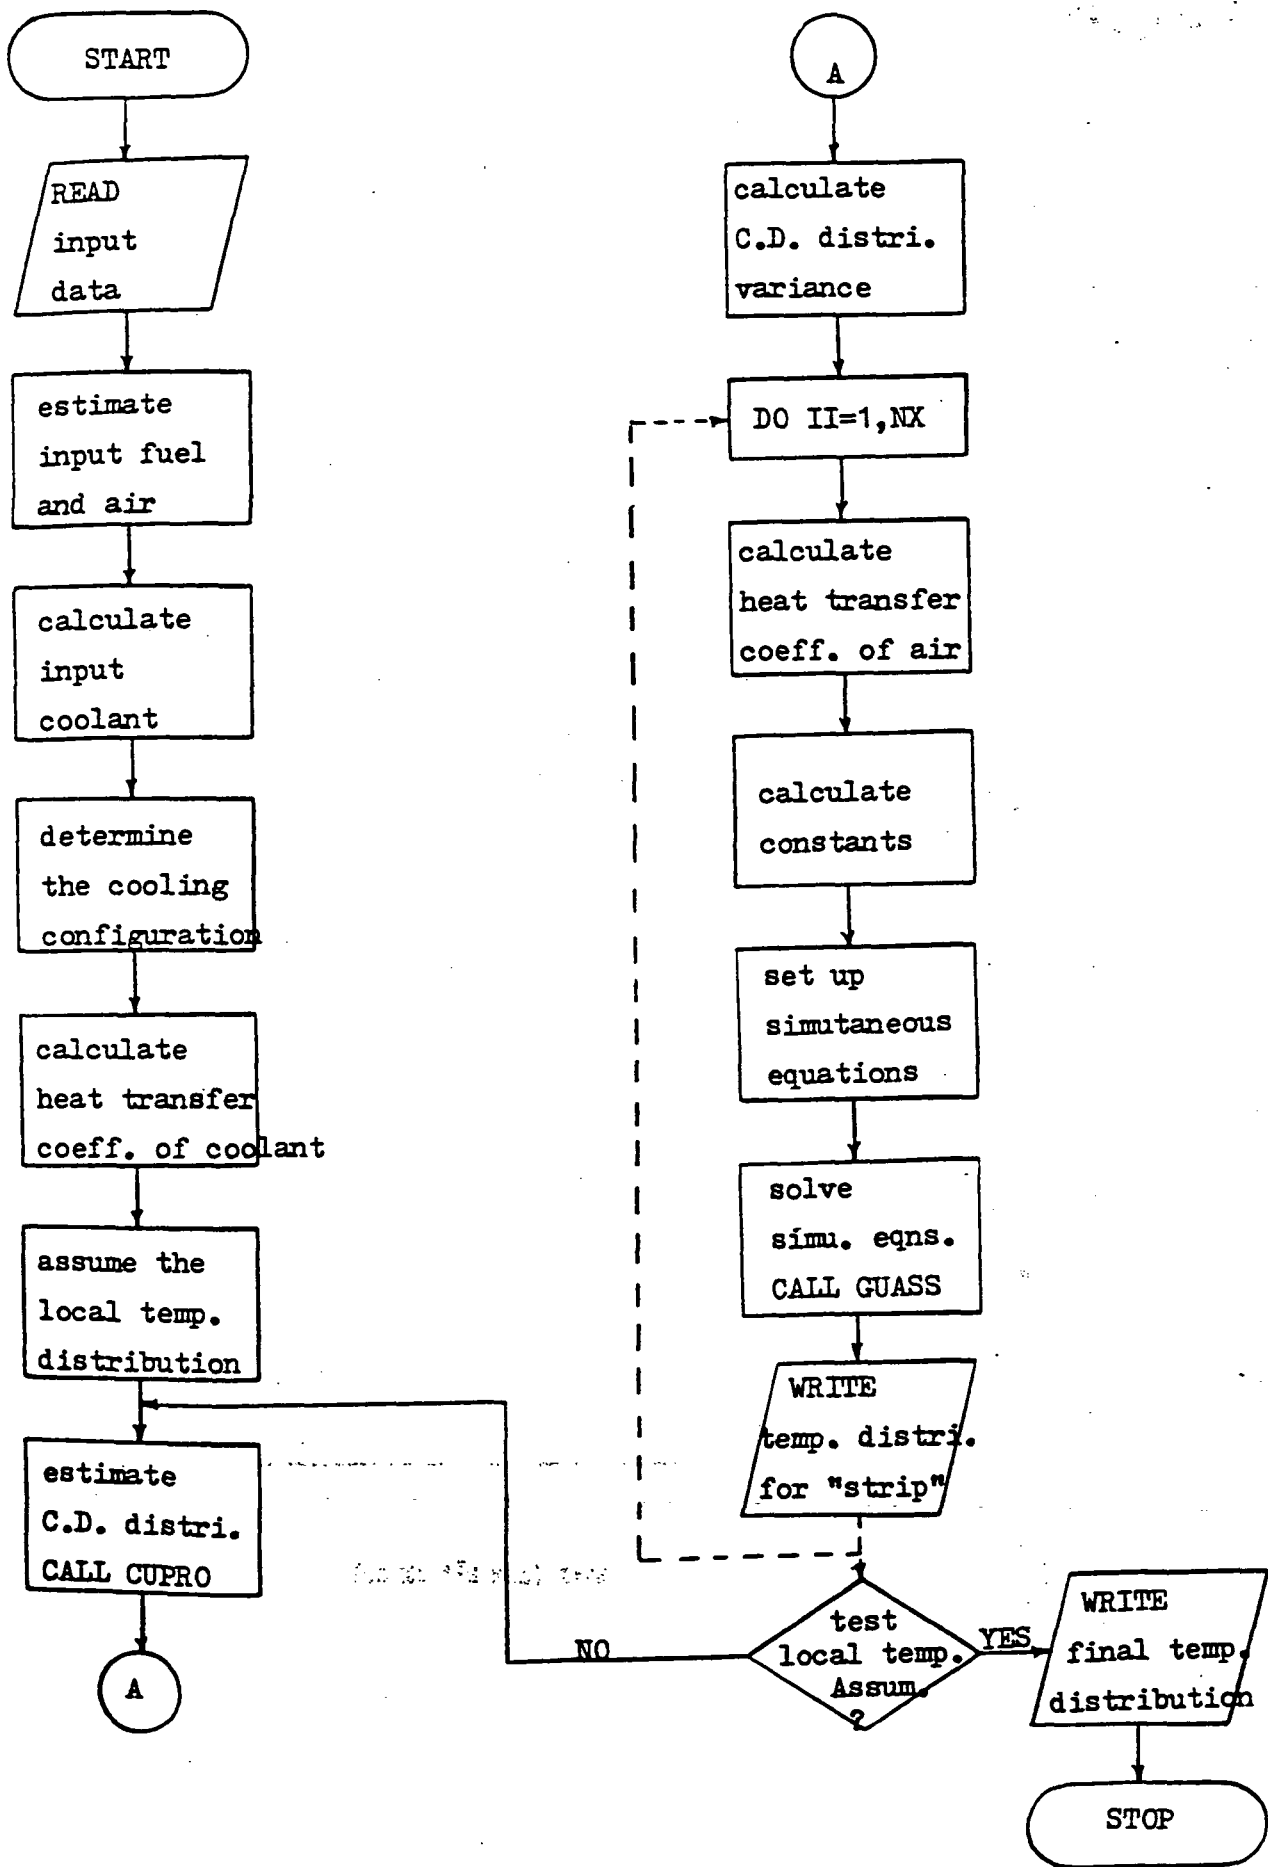 START
READ
input
data
estimate
input fuel
and air
calculate
input
coolant
determine
the cooling
configuration
calculate
heat transfer
coeff. of coolant
assume the
local temp.
distribution
estimate
C.D. distri.
CALL CUPRO
A
A
calculate
C.D. distri.
variance
DO II=1,NX
calculate
heat transfer
coeff. of air
calculate
constants
set up
simutaneous
equations
solve
simu. eqns.
CALL GUASS
WRITE
temp. distri.
for "strip"
test
local temp.
Assum.
?
NO
YES
WRITE
final temp.
distribution
STOP